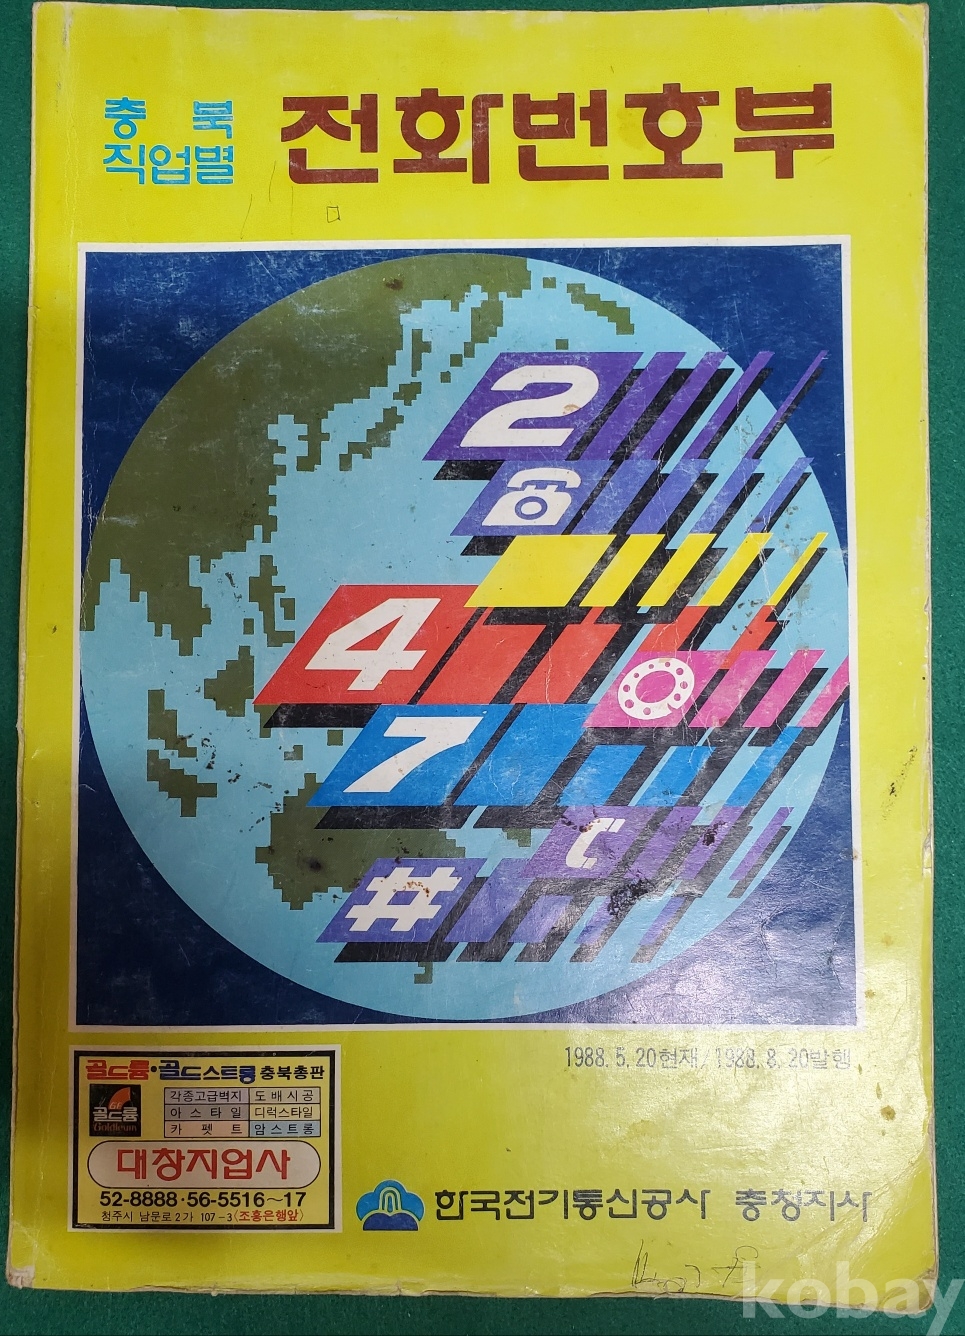 충북
직업별
전화번호부
2
4
7
#
1988. 5. 20현재/1988. 8. 20발행
골드륨·골드스트롱 충북총판
골드륨
Goldleum
각종고급벽지 도배시공
아스타일 디럭스타일
카펫트 암스트롱
대창지업사
52-8888·56-5516~17
청주시 남문로2가 107-3〈조흥은행앞〉
한국전기통신공사 충청지사
kobay